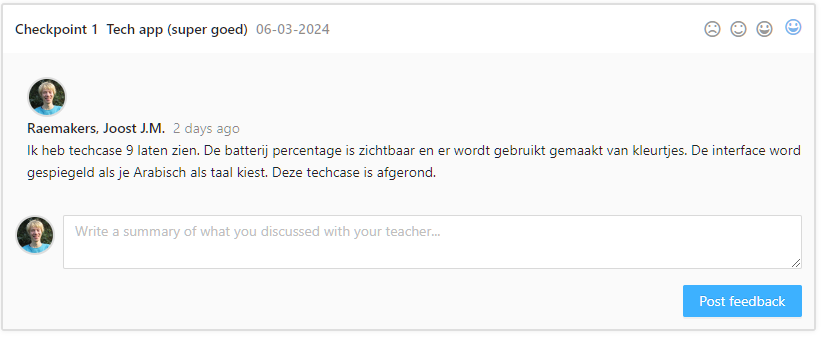 Checkpoint 1 Tech app (super goed) 06-03-2024
Raemakers, Joost J.M. 2 days ago
Ik heb techcase 9 laten zien. De batterij percentage is zichtbaar en er wordt gebruikt gemaakt van kleurtjes. De interface word
gespiegeld als je Arabisch als taal kiest. Deze techcase is afgerond.
Write a summary of what you discussed with your teacher...
Post feedback